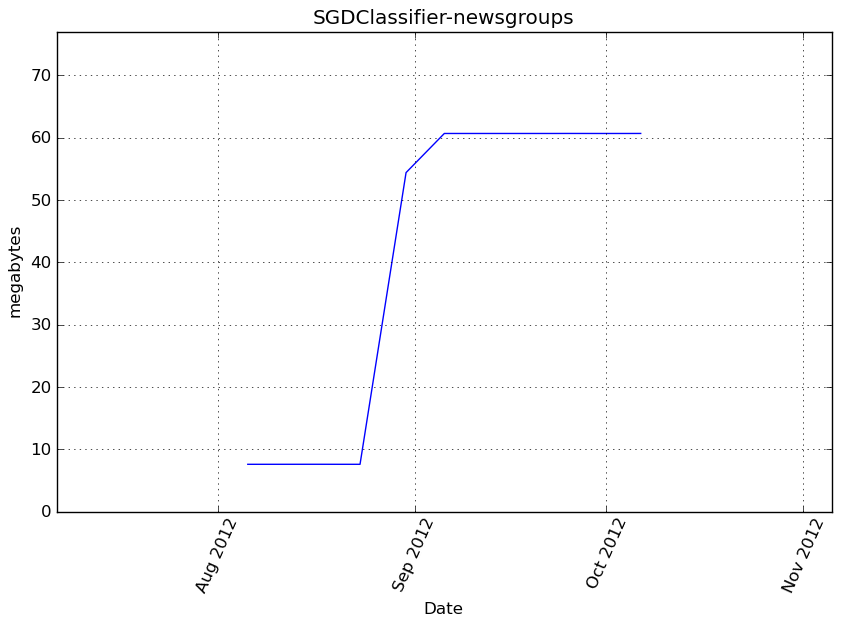 SGDClassifier-newsgroups
70
60
50
40
30
20
10
0
megabytes
Aug 2012
Sep 2012
Oct 2012
Nov 2012
Date